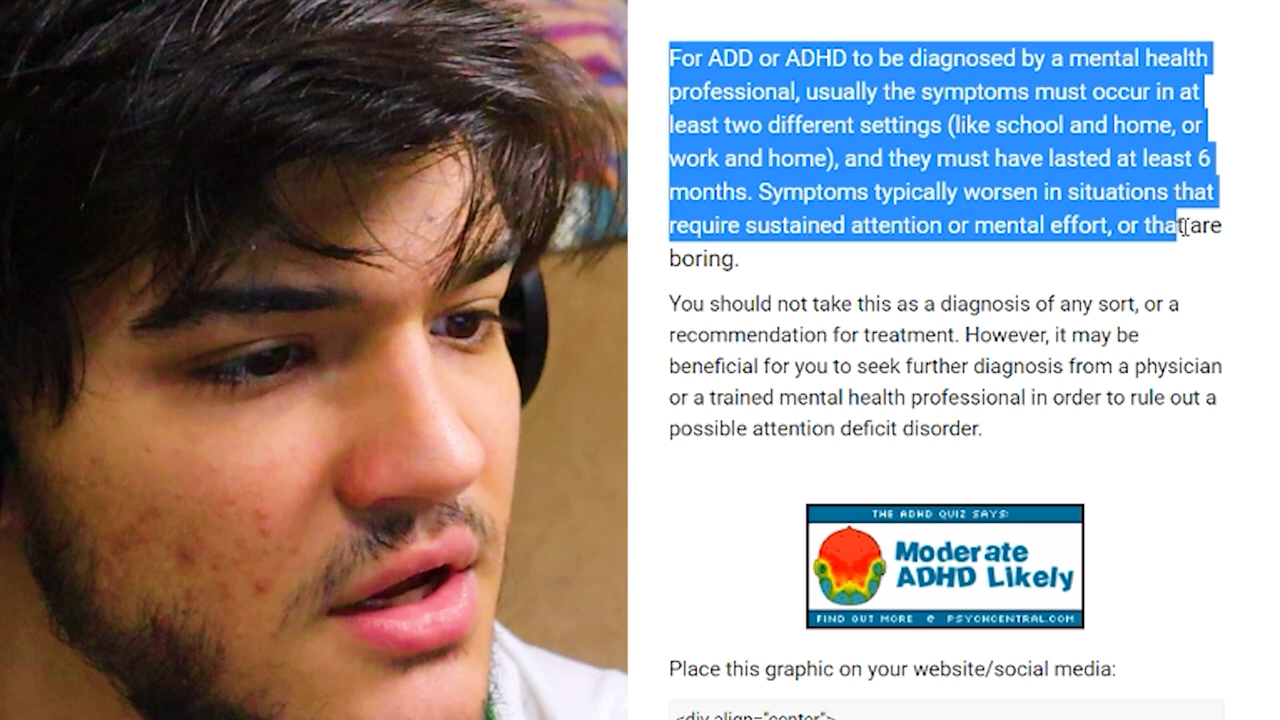 For ADD or ADHD to be diagnosed by a mental health
professional, usually the symptoms must occur in at
least two different settings (like school and home, or
work and home), and they must have lasted at least 6
months. Symptoms typically worsen in situations that
require sustained attention or mental effort, or that are
boring.
You should not take this as a diagnosis of any sort, or a
recommendation for treatment. However, it may be
beneficial for you to seek further diagnosis from a physician
or a trained mental health professional in order to rule out a
possible attention deficit disorder.
THE ADHD QUIZ SAYS:
Moderate
ADHD Likely
FIND OUT MORE @ PSYCHCENTRAL.COM
Place this graphic on your website/social media:
<div align="center">